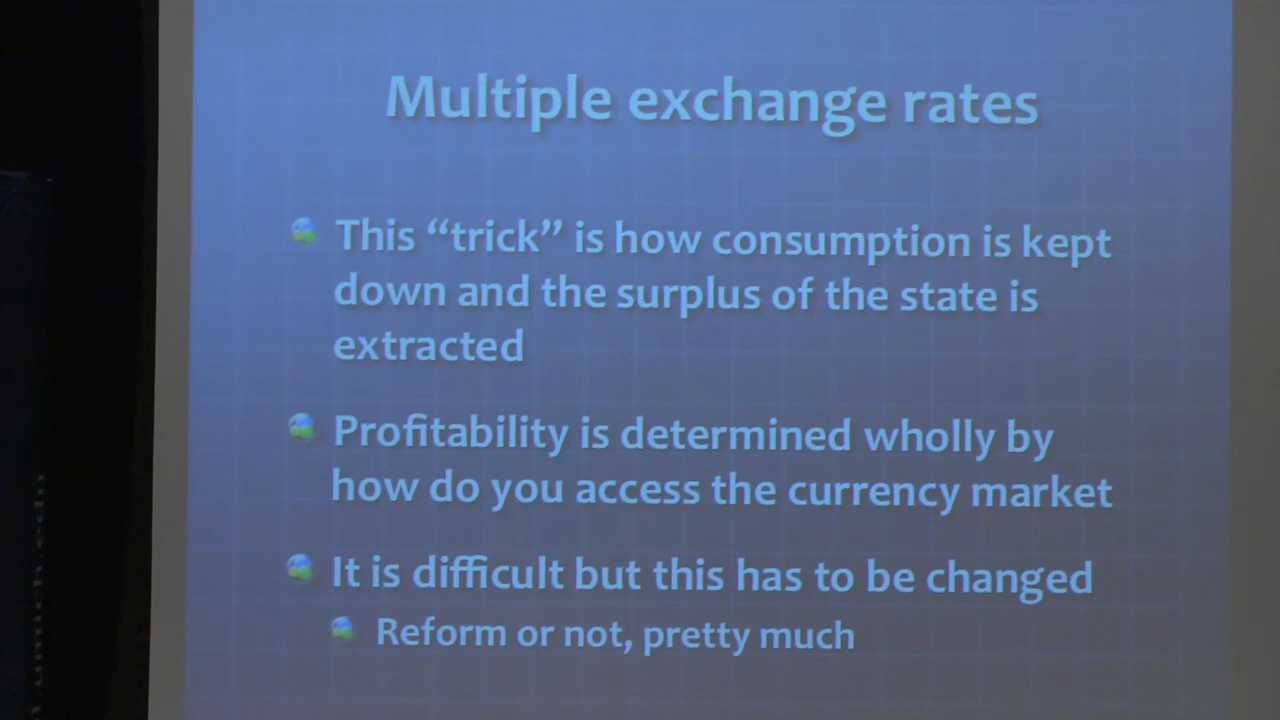 Multiple exchange rates
This “trick” is how consumption is kept
down and the surplus of the state is
extracted
Profitability is determined wholly by
how do you access the currency market
It is difficult but this has to be changed
Reform or not, pretty much
umich.edu